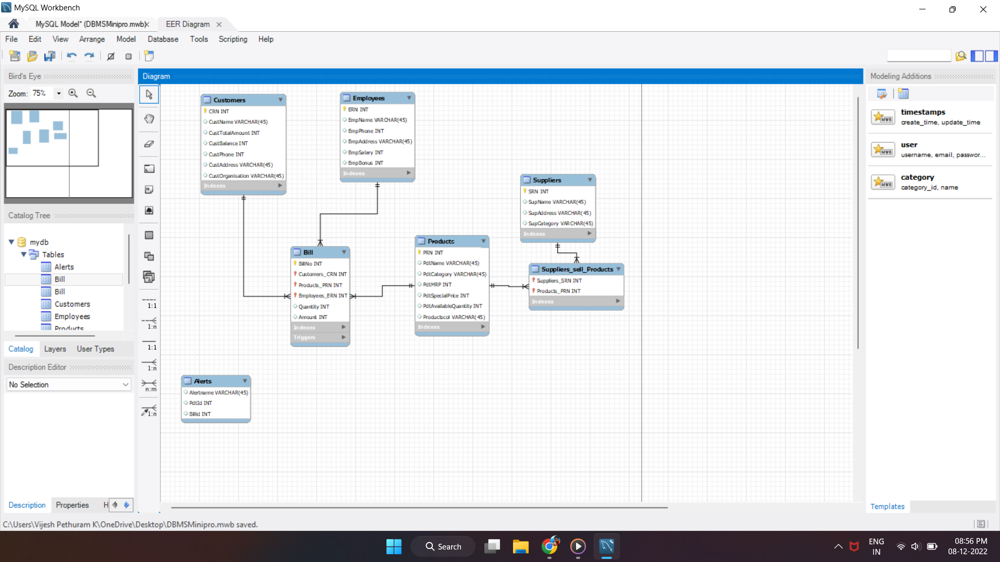 MySQL Workbench
MySQL Model* (DBMSMinipro.mwb)
EER Diagram
File Edit View Arrange Model Database Tools Scripting Help
Bird's Eye
Zoom: 75%
Catalog Tree
mydb
Tables
Alerts
Bill
Bill
Customers
Employees
Products
Catalog Layers User Types
Description Editor
No Selection
Description Properties H
1:1
1:n
1:1
1:n
n:m
1:n
Diagram
Customers
CRN INT
CustName VARCHAR(45)
CustTotalAmount INT
CustBalance INT
CustPhone INT
CustAddress VARCHAR(45)
CustOrganisation VARCHAR(45)
Indexes
Employees
ERN INT
EmpName VARCHAR(45)
EmpPhone INT
EmpAddress VARCHAR(45)
EmpSalary INT
EmpBonus INT
Indexes
Suppliers
SRN INT
SupName VARCHAR(45)
SupAddress VARCHAR(45)
SupCategory VARCHAR(45)
Indexes
Bill
BillNo INT
Customers_CRN INT
Products_PRN INT
Employees_ERN INT
Quantity INT
Amount INT
Indexes
Triggers
Products
PRN INT
PdtName VARCHAR(45)
PdtCategory VARCHAR(45)
PdtMRP INT
PdtSpecialPrice INT
PdtAvailableQuantity INT
Productscol VARCHAR(45)
Indexes
Suppliers_sell_Products
Suppliers_SRN INT
Products_PRN INT
Indexes
Alerts
Alertname VARCHAR(45)
PdtId INT
Billid INT
Modeling Additions
timestamps
create_time, update_time
user
username, email, passwor...
category
category_id, name
MWB
MWB
MWB
Templates
C:\Users\Vijesh Pethuram K\OneDrive\Desktop\DBMSMinipro.mwb saved.
Search
ENG
IN
08:56 PM
08-12-2022